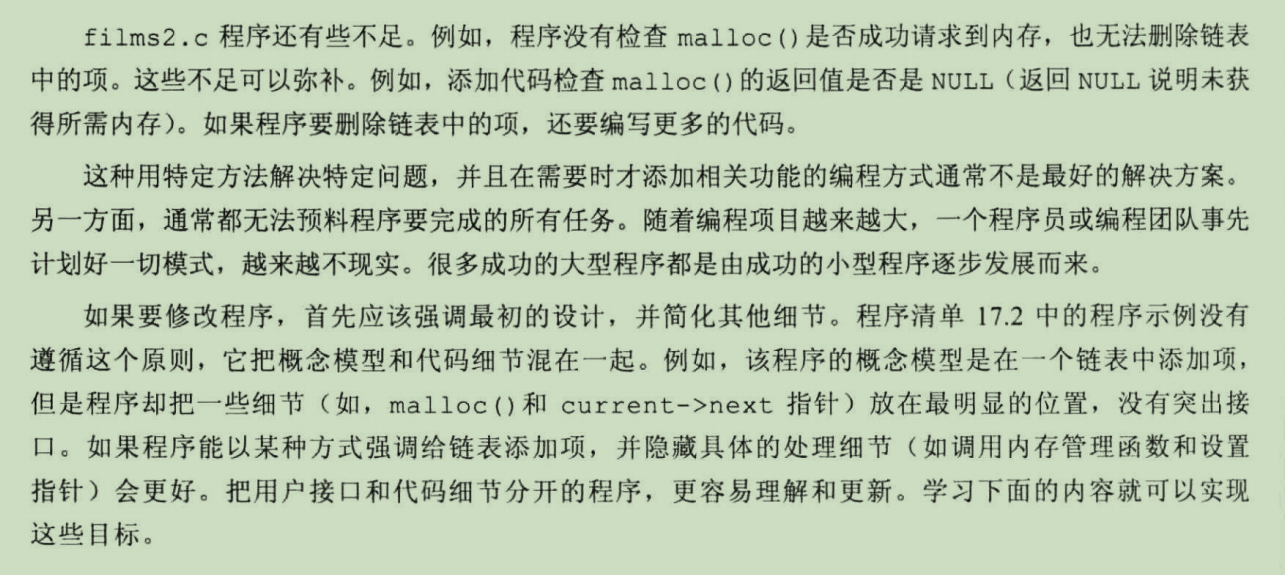 films2.c 程序还有些不足。例如，程序没有检查 malloc()是否成功请求到内存，也无法删除链表
中的项。这些不足可以弥补。例如，添加代码检查 malloc()的返回值是否是 NULL（返回 NULL 说明未获
得所需内存）。如果程序要删除链表中的项，还要编写更多的代码。
这种用特定方法解决特定问题，并且在需要时才添加相关功能的编程方式通常不是最好的解决方案。
另一方面，通常都无法预料程序要完成的所有任务。随着编程项目越来越大，一个程序员或编程团队事先
计划好一切模式，越来越不现实。很多成功的大型程序都是由成功的小型程序逐步发展而来。
如果要修改程序，首先应该强调最初的设计，并简化其他细节。程序清单 17.2 中的程序示例没有
遵循这个原则，它把概念模型和代码细节混在一起。例如，该程序的概念模型是在一个链表中添加项，
但是程序却把一些细节（如，malloc()和 current->next 指针）放在最明显的位置，没有突出接
口。如果程序能以某种方式强调给链表添加项，并隐藏具体的处理细节（如调用内存管理函数和设置
指针）会更好。把用户接口和代码细节分开的程序，更容易理解和更新。学习下面的内容就可以实现
这些目标。